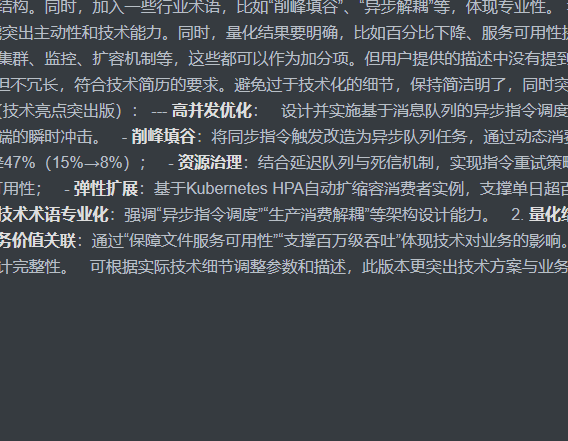 结构。同时，加入一些行业术语，比如“削峰填谷”、“异步解耦”等，体现专业性。
突出主动性和技术能力。同时，量化结果要明确，比如百分比下降、服务可用性
集群、监控、扩容机制等，这些都可以作为加分项。但用户提供的描述中没有提到
但不冗长，符合技术简历的要求。避免过于技术化的细节，保持简洁明了，同时突
（技术亮点突出版）： --- 高并发优化： 设计并实施基于消息队列的异步指令调度
端的瞬时冲击。 - 削峰填谷：将同步指令触发改造为异步队列任务，通过动态消费
47%（15%→8%）； - 资源治理：结合延迟队列与死信机制，实现指令重试策略
可用性； - 弹性扩展：基于Kubernetes HPA自动扩缩容消费者实例，支撑单日超百
技术术语专业化：强调“异步指令调度”“生产消费解耦”等架构设计能力。 2. 量化
务价值关联：通过“保障文件服务可用性”“支撑百万级吞吐”体现技术对业务的影响。
计完整性。 可根据实际技术细节调整参数和描述，此版本更突出技术方案与业务